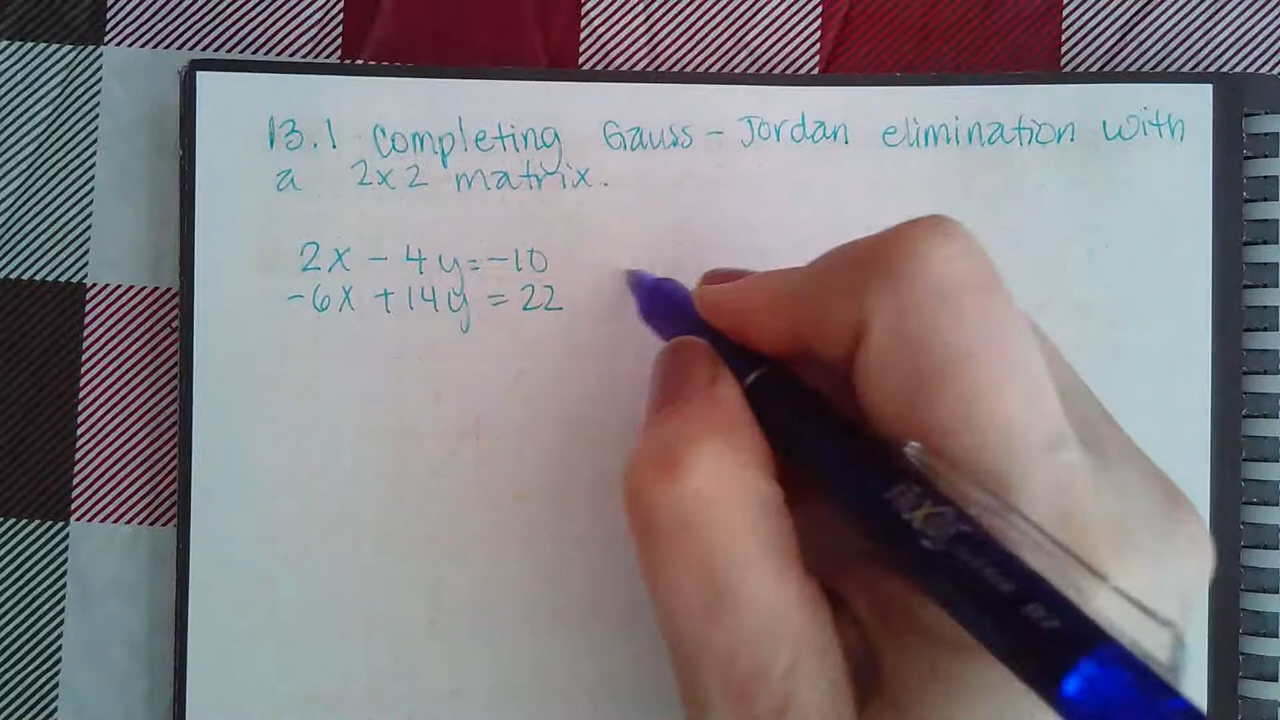 13.1 Completing Gauss - Jordan elimination with
a 2x2 matrix.
2x - 4y = -10
-6x + 14y = 22